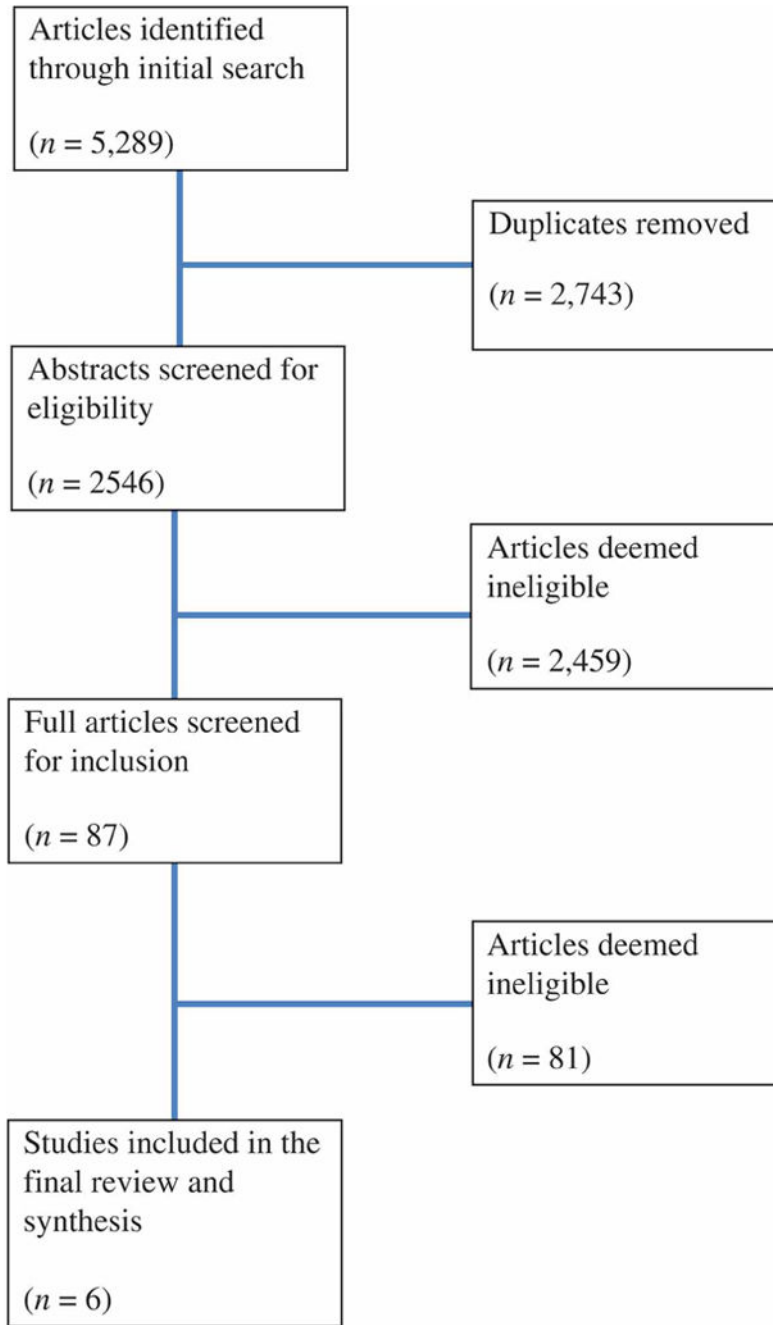 Articles identified
through initial search
(n = 5,289)
Duplicates removed
(n = 2,743)
Abstracts screened for
eligibility
(n = 2546)
Articles deemed
ineligible
(n = 2,459)
Full articles screened
for inclusion
(n = 87)
Articles deemed
ineligible
(n = 81)
Studies included in the
final review and
synthesis
(n = 6)